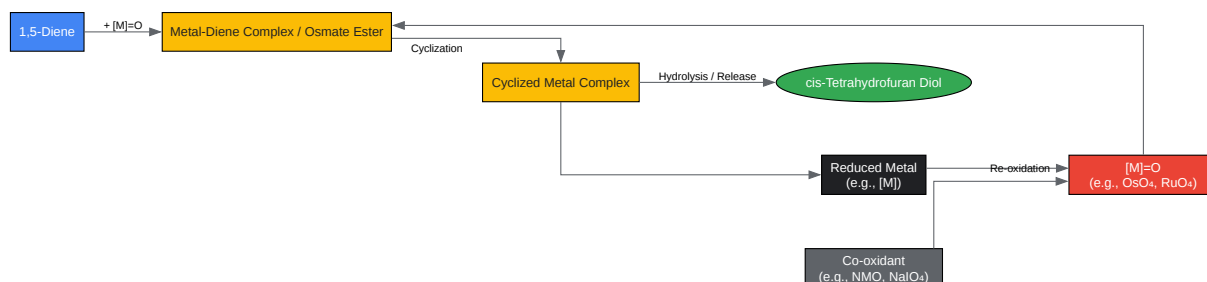 1,5-Diene
+ [M]=O
Metal-Diene Complex / Osmate Ester
Cyclization
Cyclized Metal Complex
Hydrolysis / Release
cis-Tetrahydrofuran Diol
Reduced Metal
(e.g., [M])
Re-oxidation
[M]=O
(e.g., OsO₄, RuO₄)
Co-oxidant
(e.g., NMO, NaIO₄)